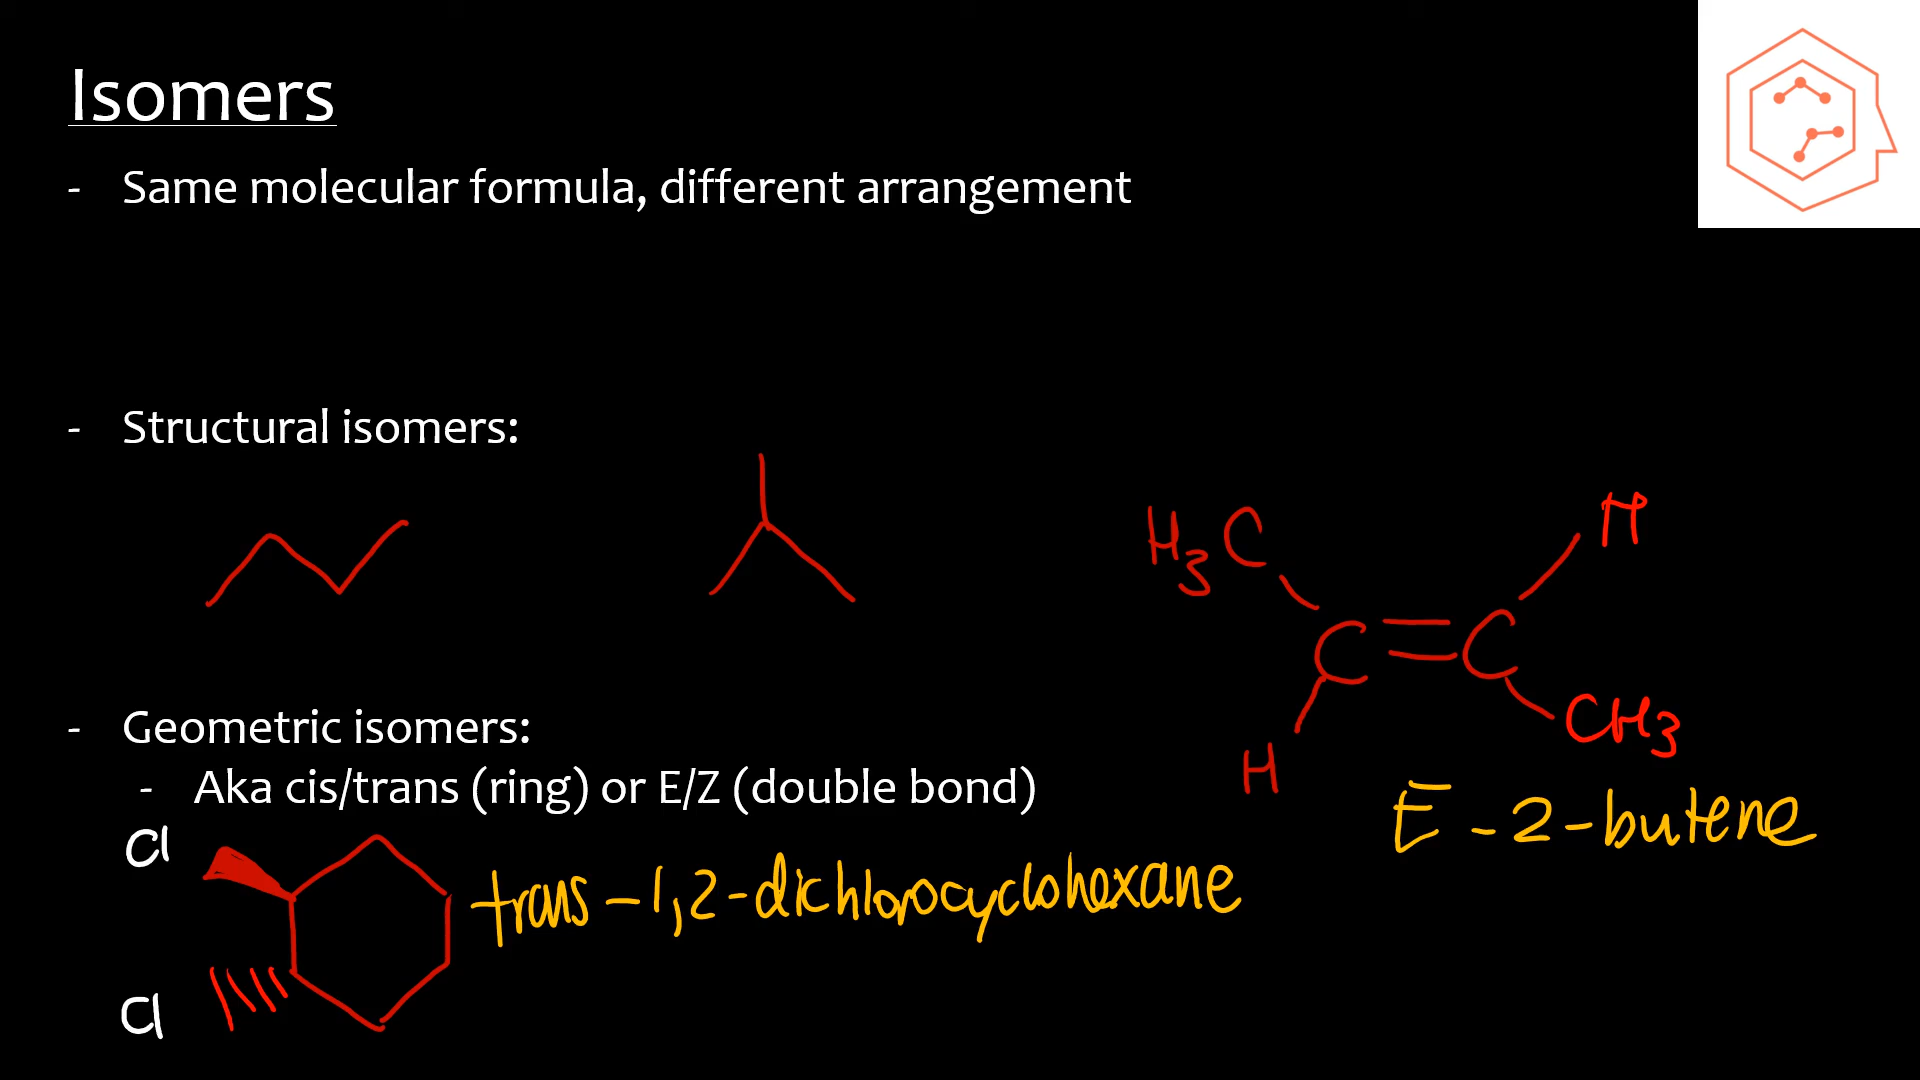 Isomers
- Same molecular formula, different arrangement
- Structural isomers:
H3C H
C=C
H CH3
- Geometric isomers:
- Aka cis/trans (ring) or E/Z (double bond)
E-2-butene
Cl
trans-1,2-dichlorocyclohexane
Cl